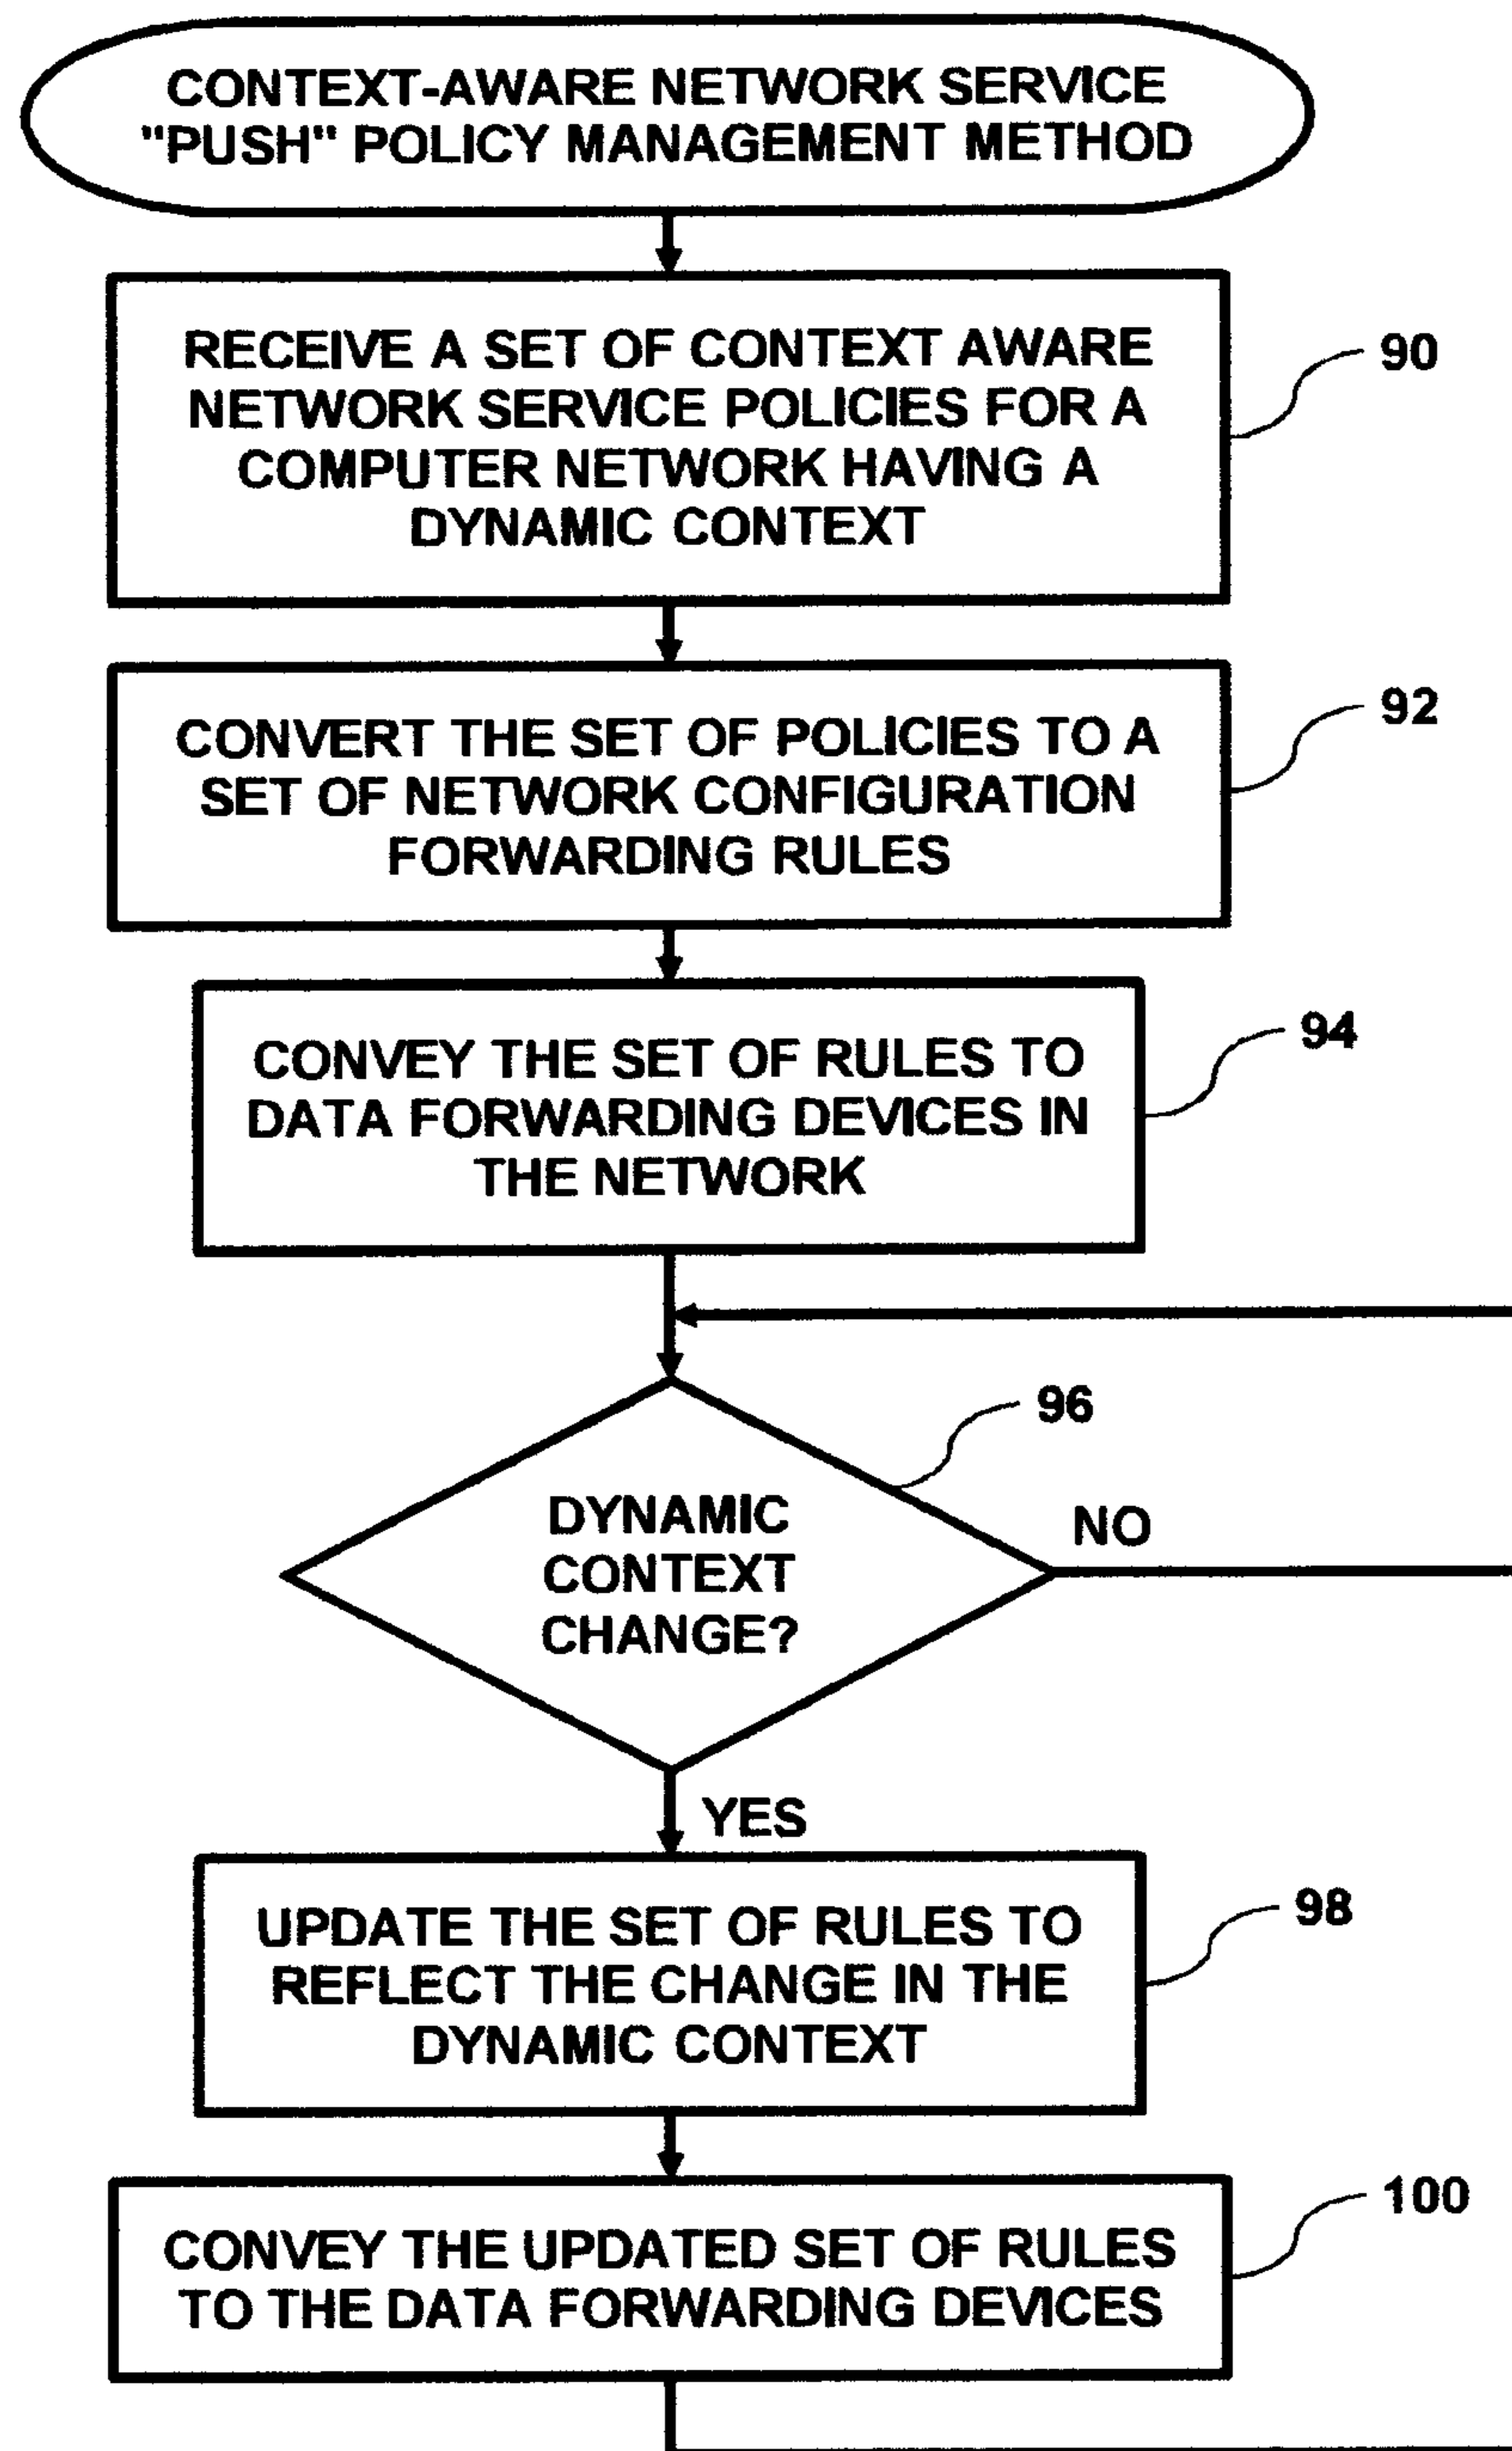 CONTEXT-AWARE NETWORK SERVICE
"PUSH" POLICY MANAGEMENT METHOD
RECEIVE A SET OF CONTEXT AWARE
NETWORK SERVICE POLICIES FOR A
COMPUTER NETWORK HAVING A
DYNAMIC CONTEXT
90
CONVERT THE SET OF POLICIES TO A
SET OF NETWORK CONFIGURATION
FORWARDING RULES
92
CONVEY THE SET OF RULES TO
DATA FORWARDING DEVICES IN
THE NETWORK
94
DYNAMIC
CONTEXT
CHANGE?
96
NO
YES
UPDATE THE SET OF RULES TO
REFLECT THE CHANGE IN THE
DYNAMIC CONTEXT
98
CONVEY THE UPDATED SET OF RULES
TO THE DATA FORWARDING DEVICES
100